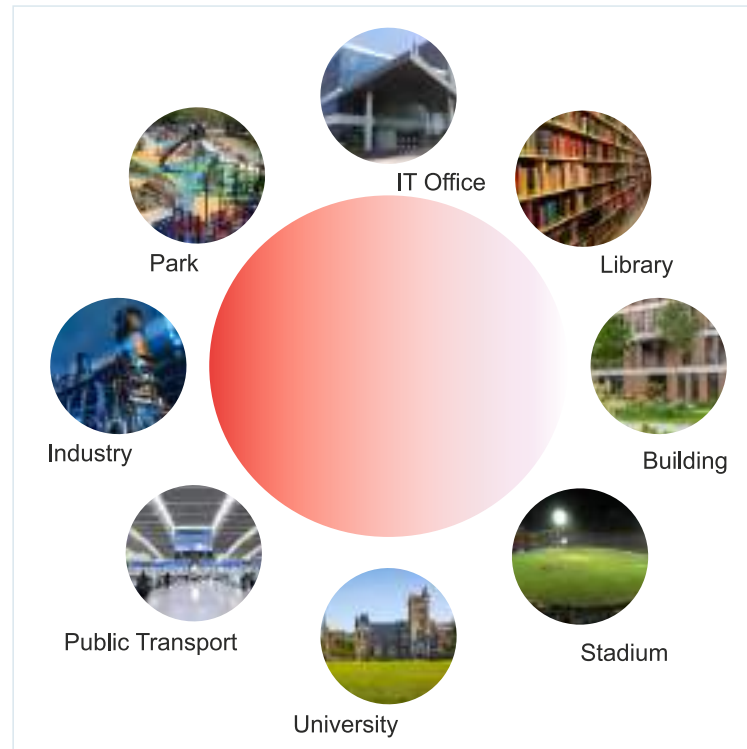 IT Office
Library
Park
Building
Industry
Stadium
Public Transport
University